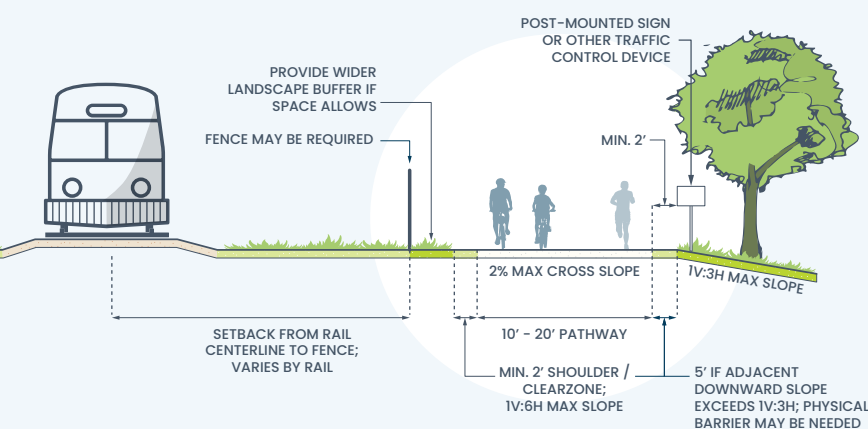 POST-MOUNTED SIGN
OR OTHER TRAFFIC
CONTROL DEVICE
PROVIDE WIDER
LANDSCAPE BUFFER IF
SPACE ALLOWS
FENCE MAY BE REQUIRED
MIN. 2'
2% MAX CROSS SLOPE
1V:3H MAX SLOPE
SETBACK FROM RAIL
CENTERLINE TO FENCE;
VARIES BY RAIL
10' - 20' PATHWAY
MIN. 2' SHOULDER /
CLEARZONE;
1V:6H MAX SLOPE
5' IF ADJACENT
DOWNWARD SLOPE
EXCEEDS 1V:3H; PHYSICAL
BARRIER MAY BE NEEDED